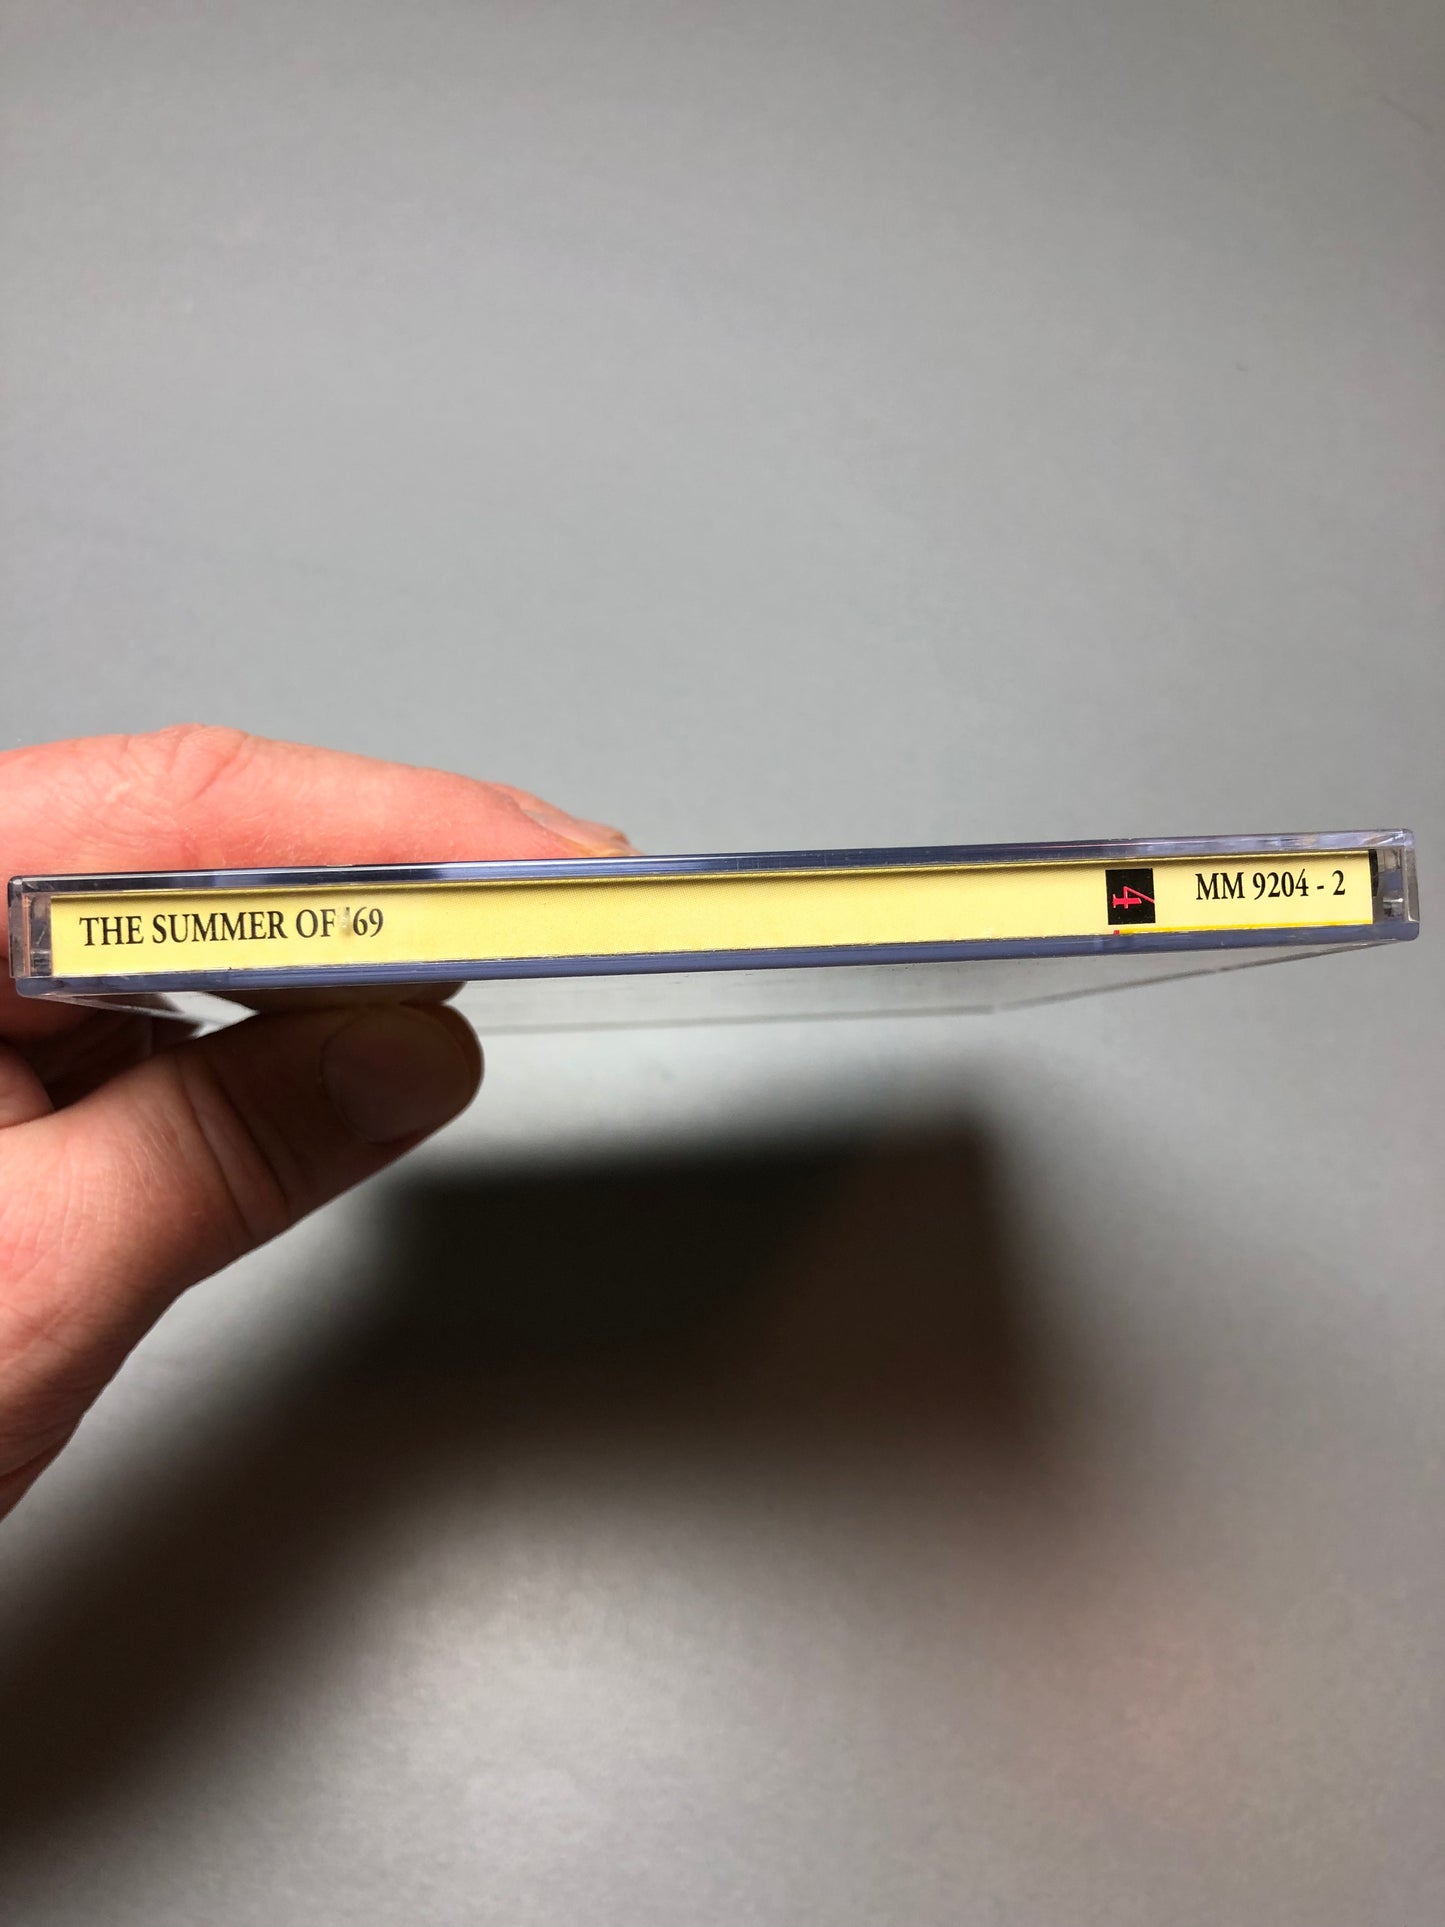 THE SUMMER OF '69
4
MM 9204 - 2